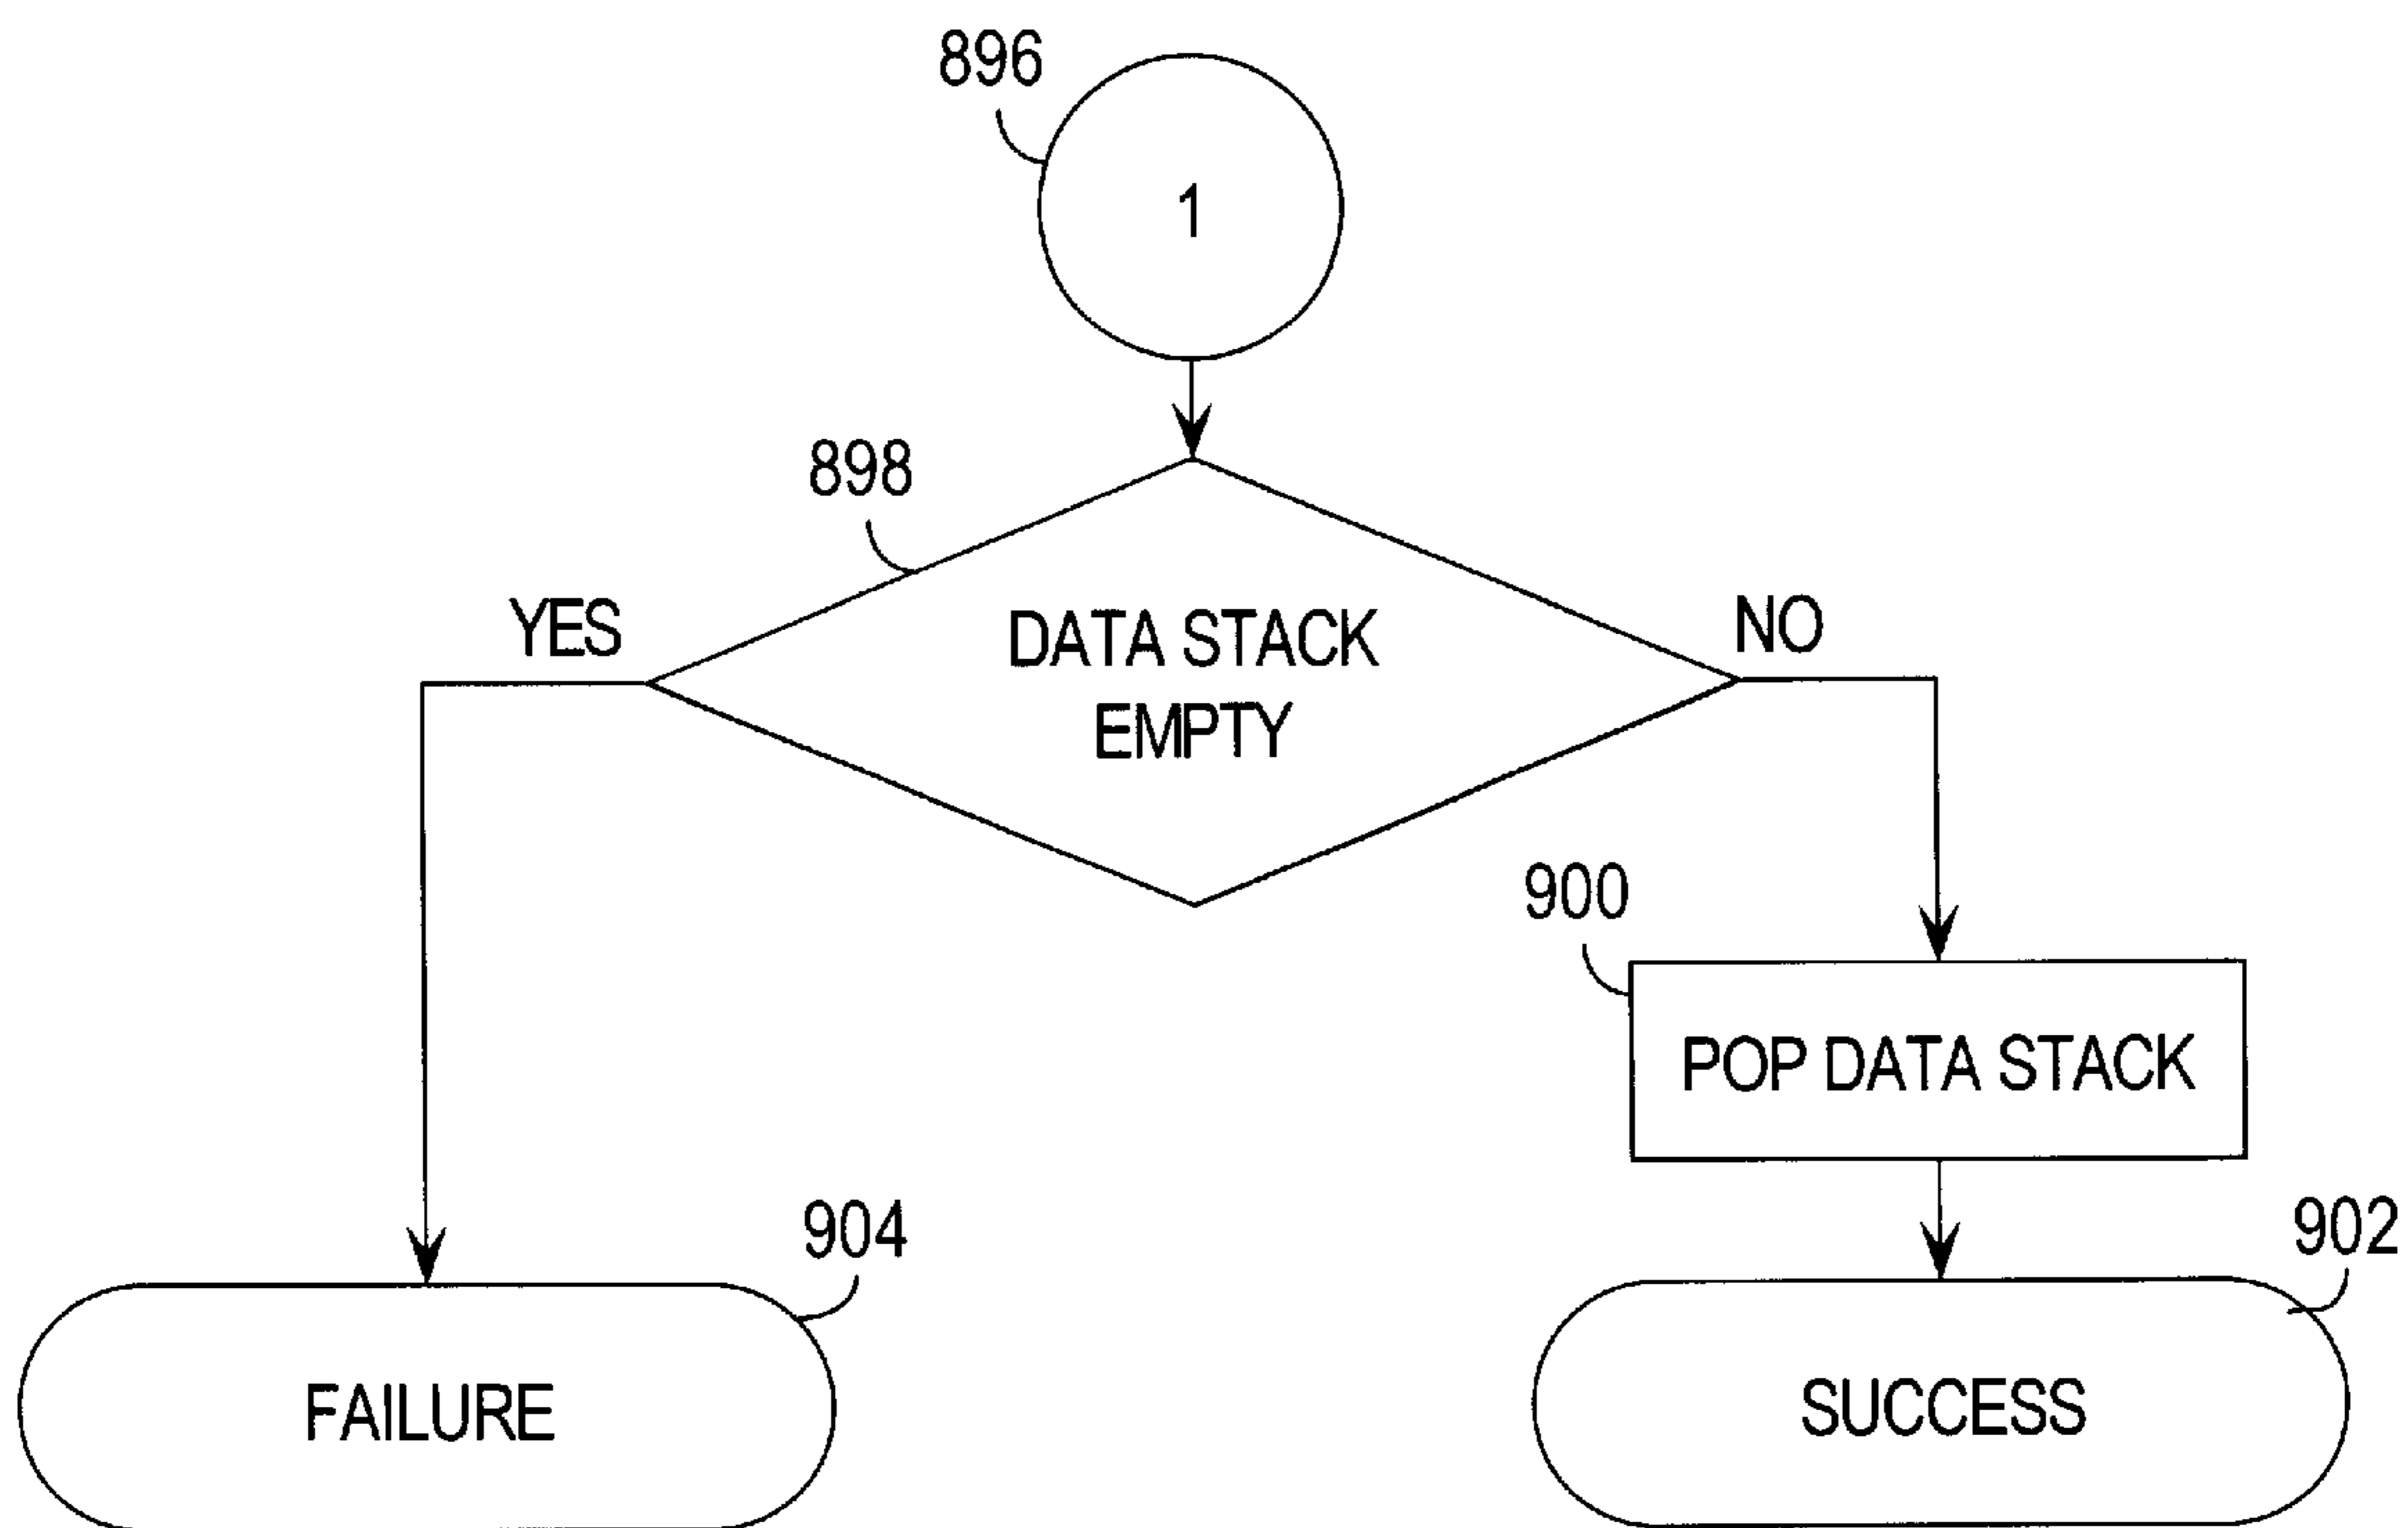 896
1
898
YES
DATA STACK
EMPTY
NO
900
POP DATA STACK
904
902
FAILURE
SUCCESS